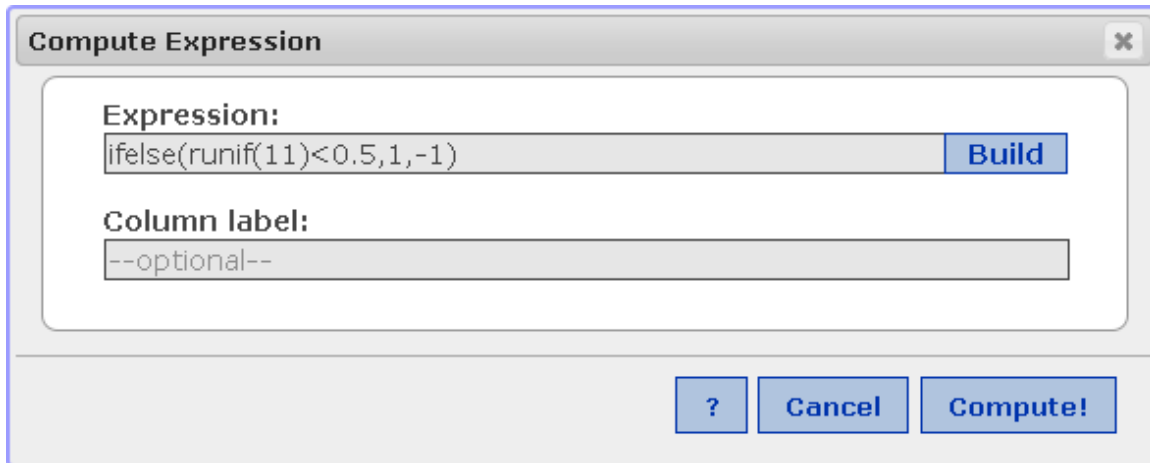 Compute Expression
Expression:
ifelse(runif(11)<0.5,1,-1)
Build
Column label:
--optional--
?
Cancel
Compute!